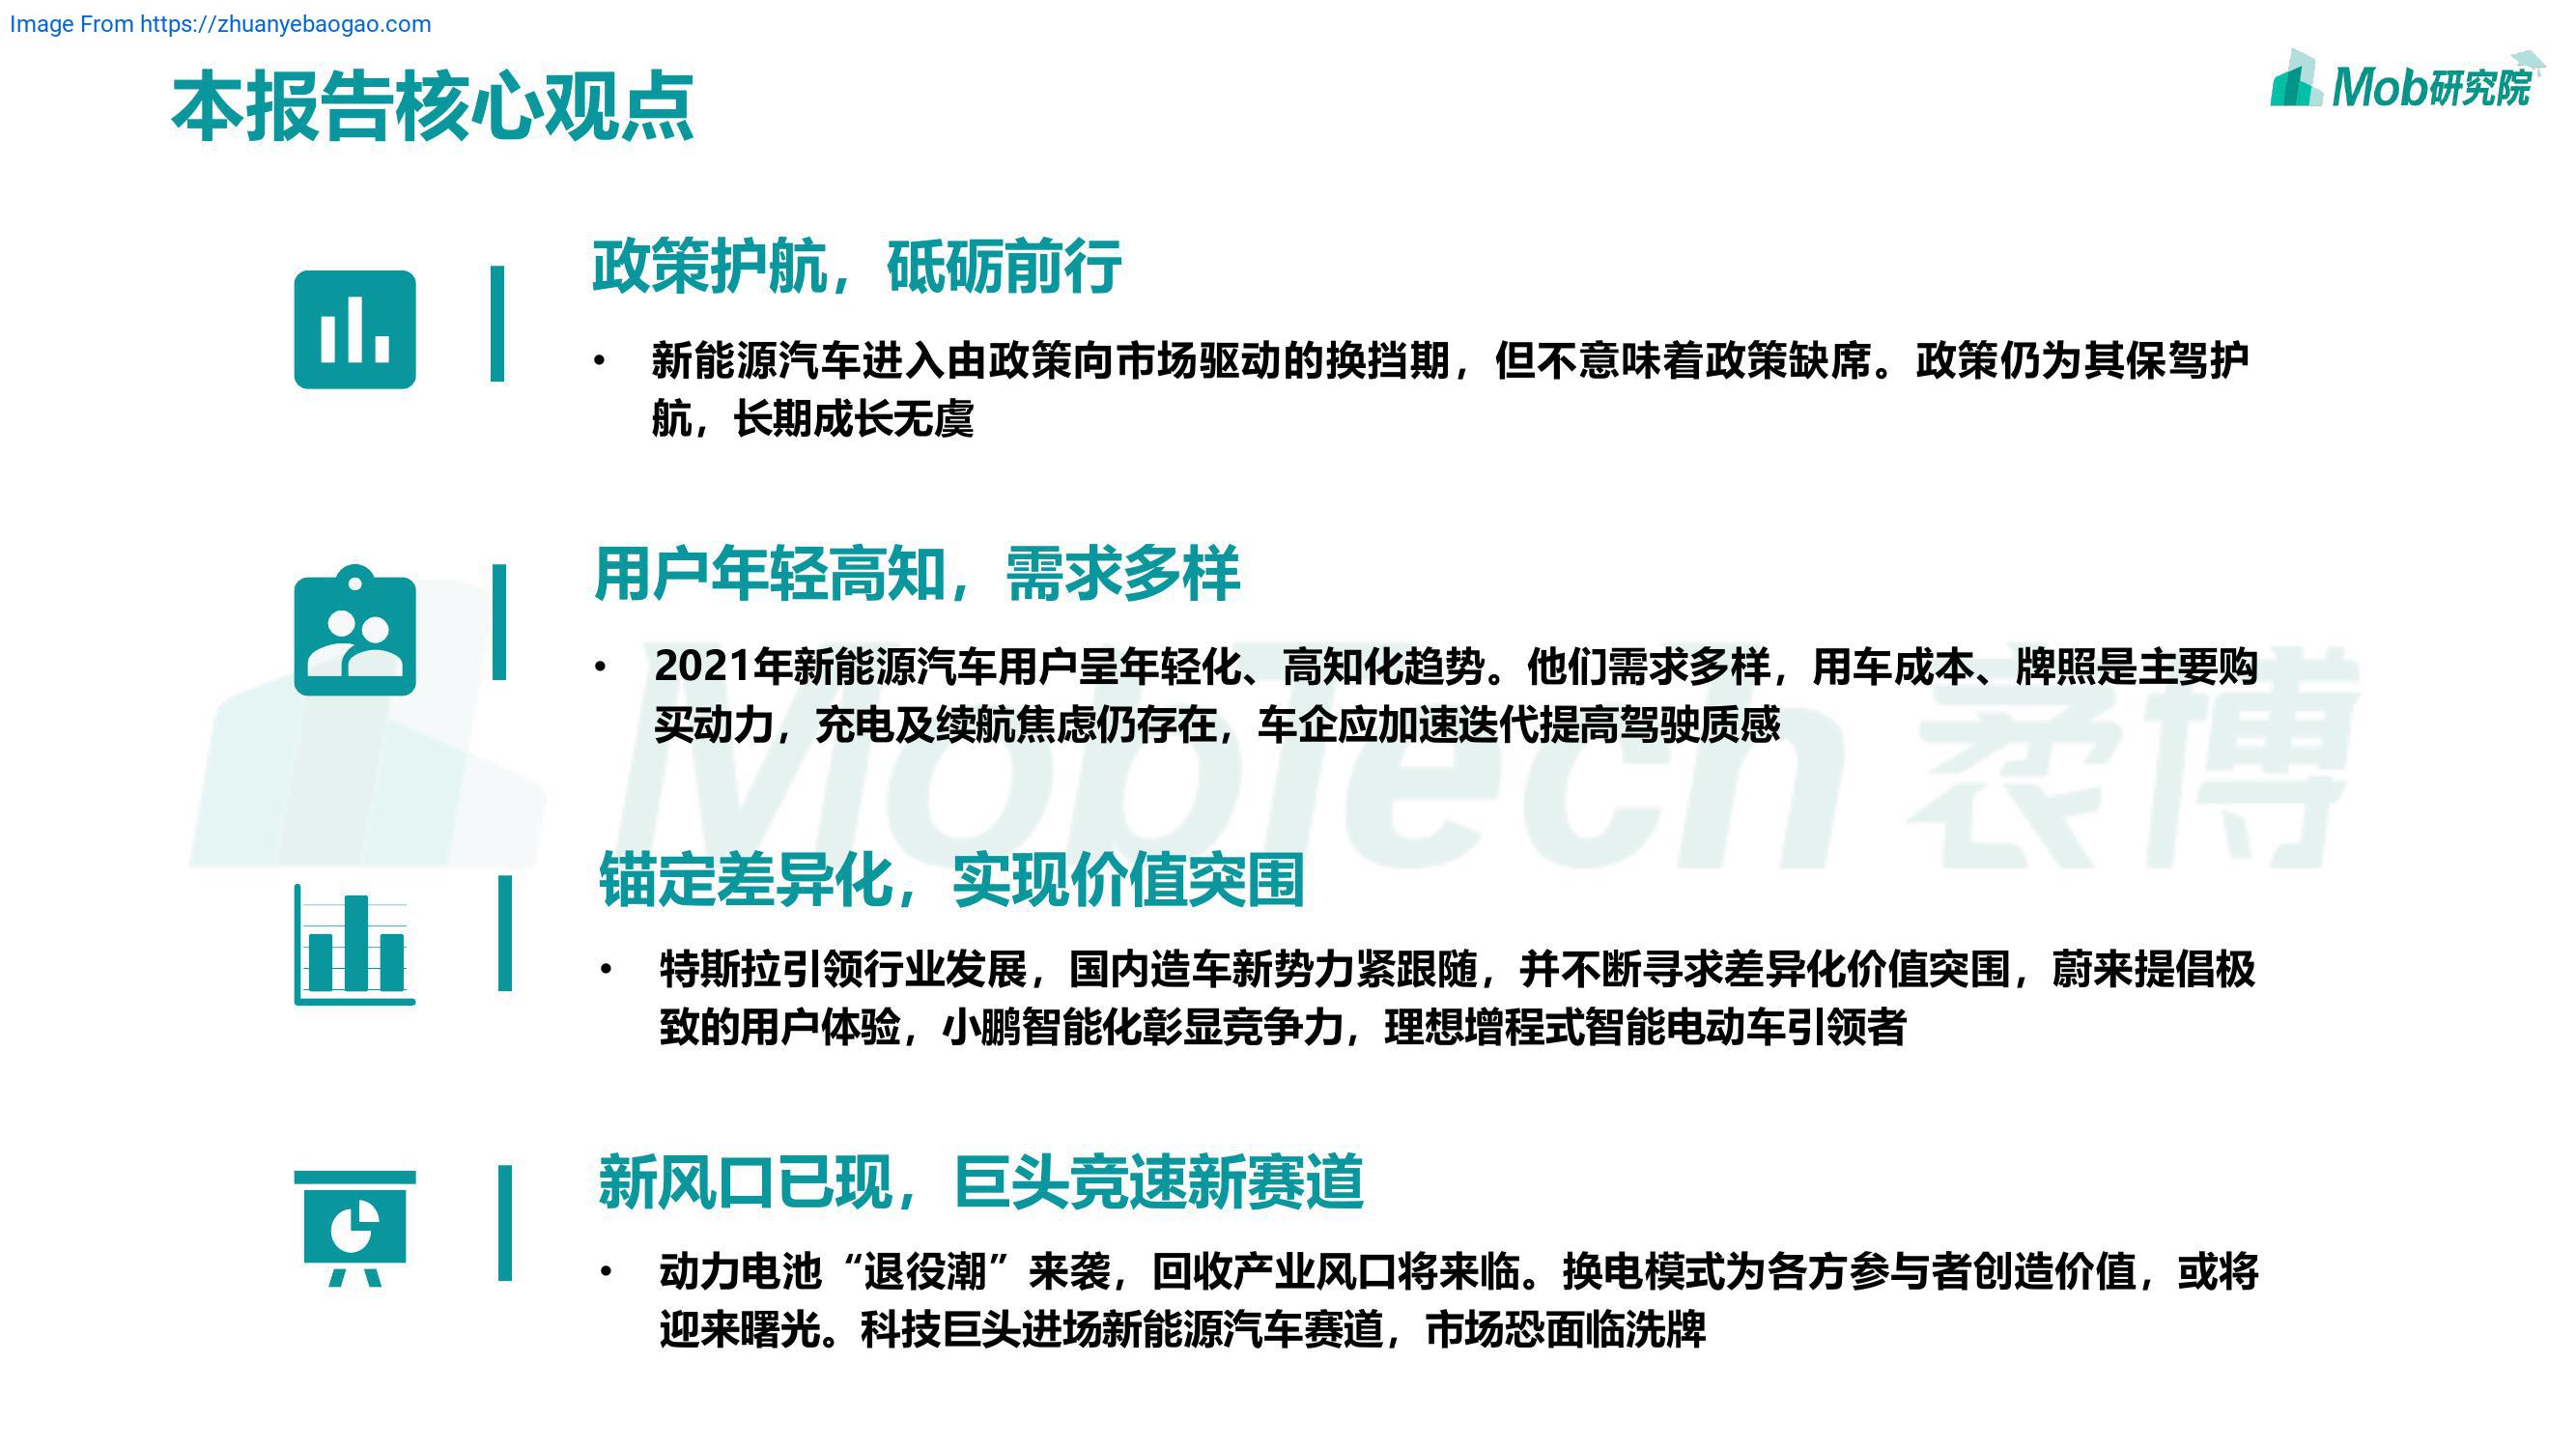 Image From https://zhuanyebaogao.com
本报告核心观点
Mob研究院
政策护航，砥砺前行
• 新能源汽车进入由政策向市场驱动的换挡期，但不意味着政策缺席。政策仍为其保驾护
航，长期成长无虞
用户年轻高知，需求多样
• 2021年新能源汽车用户呈年轻化、高知化趋势。他们需求多样，用车成本、牌照是主要购
买动力，充电及续航焦虑仍存在，车企应加速迭代提高驾驶质感
MobTech 袤博
锚定差异化，实现价值突围
• 特斯拉引领行业发展，国内造车新势力紧跟随，并不断寻求差异化价值突围，蔚来提倡极
致的用户体验，小鹏智能化彰显竞争力，理想增程式智能电动车引领者
新风口已现，巨头竞速新赛道
• 动力电池“退役潮”来袭，回收产业风口将来临。换电模式为各方参与者创造价值，或将
迎来曙光。科技巨头进场新能源汽车赛道，市场恐面临洗牌